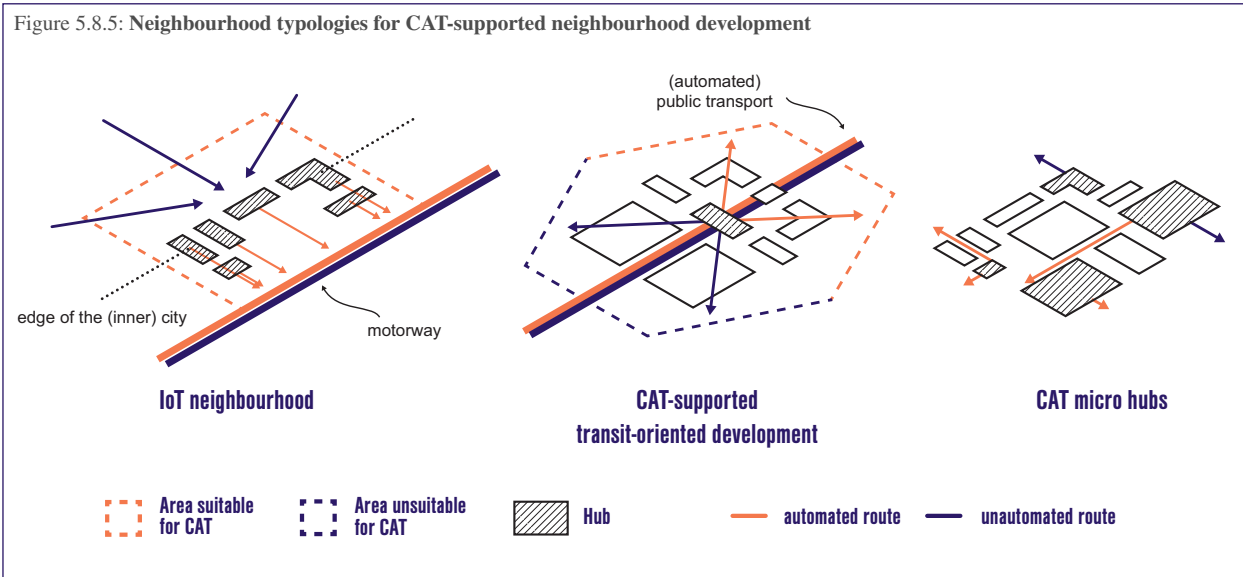 Figure 5.8.5: Neighbourhood typologies for CAT-supported neighbourhood development
(automated)
public transport
edge of the (inner) city
motorway
IoT neighbourhood
CAT-supported
transit-oriented development
CAT micro hubs
Area suitable
for CAT
Area unsuitable
for CAT
Hub
automated route
unautomated route